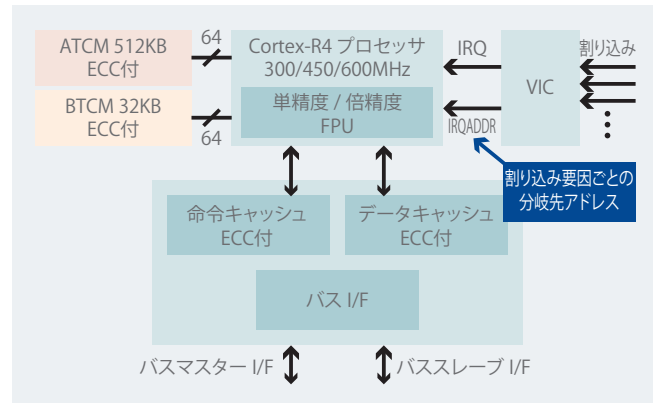 ATCM 512KB
ECC付
64
BTCM 32KB
ECC付
64
Cortex-R4 プロセッサ
300/450/600MHz
単精度 / 倍精度
FPU
IRQ
IRQADDR
VIC
割り込み
割り込み要因ごとの
分岐先アドレス
命令キャッシュ
ECC付
データキャッシュ
ECC付
バス I/F
バスマスター I/F
バススレーブ I/F